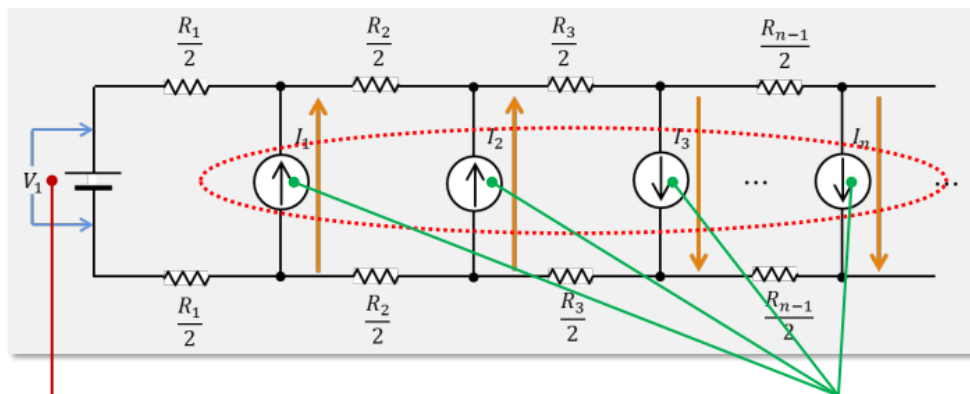 R₁/2 R₂/2 R₃/2 Rₙ₋₁/2
I₁ I₂ I₃ Iₙ
V₁ ... ...
R₁/2 R₂/2 R₃/2 Rₙ₋₁/2